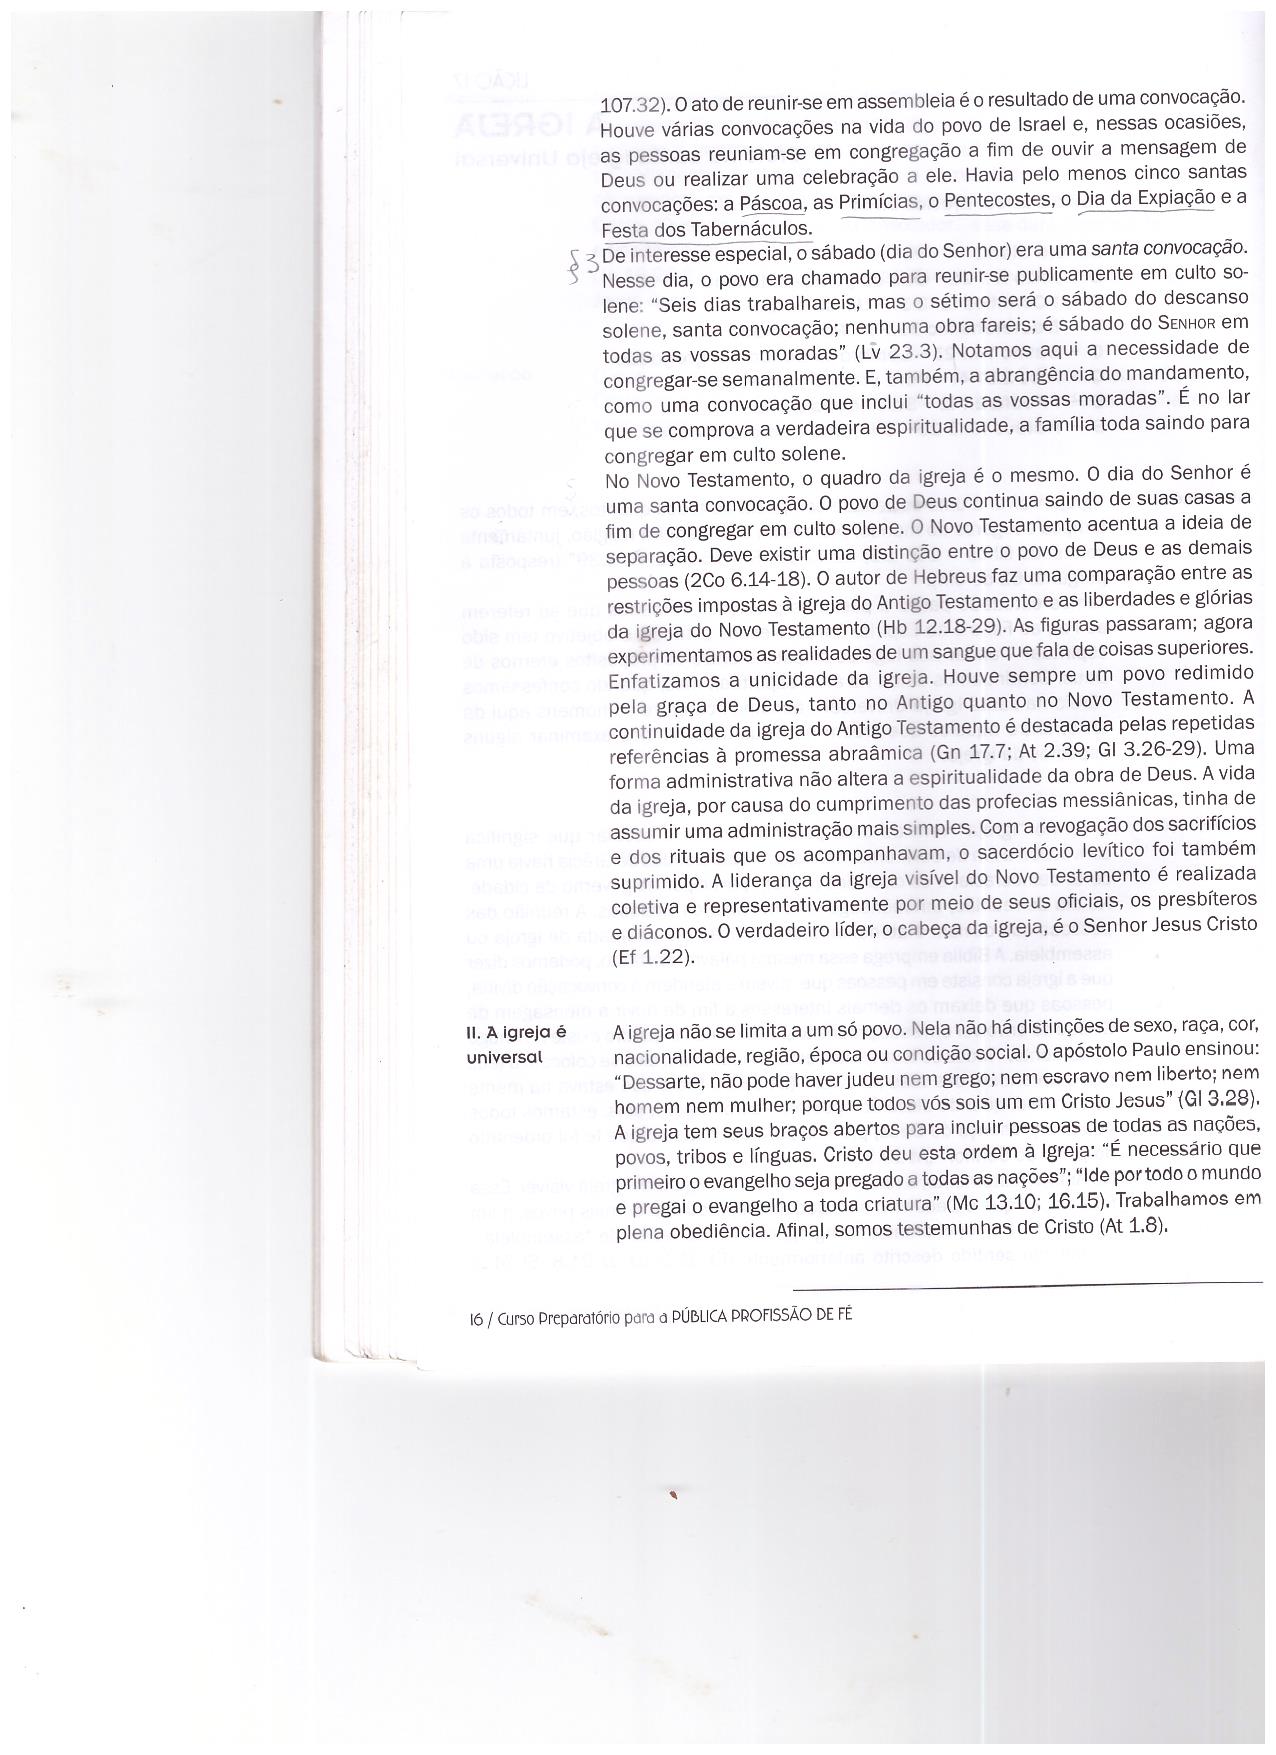 107.32). O ato de reunir-se em assembleia é o resultado de uma convocação.
Houve várias convocações na vida do povo de Israel e, nessas ocasiões,
as pessoas reuniam-se em congregação a fim de ouvir a mensagem de
Deus ou realizar uma celebração a ele. Havia pelo menos cinco santas
convocações: a Páscoa, as Primícias, o Pentecostes, o Dia da Expiação e a
Festa dos Tabernáculos.
§ 3 De interesse especial, o sábado (dia do Senhor) era uma santa convocação.
Nesse dia, o povo era chamado para reunir-se publicamente em culto so-
lene: “Seis dias trabalhareis, mas o sétimo será o sábado do descanso
solene, santa convocação; nenhuma obra fareis; é sábado do SENHOR em
todas as vossas moradas” (Lv 23.3). Notamos aqui a necessidade de
congregar-se semanalmente. E, também, a abrangência do mandamento,
como uma convocação que inclui “todas as vossas moradas”. É no lar
que se comprova a verdadeira espiritualidade, a família toda saindo para
congregar em culto solene.
No Novo Testamento, o quadro da igreja é o mesmo. O dia do Senhor é
uma santa convocação. O povo de Deus continua saindo de suas casas a
fim de congregar em culto solene. O Novo Testamento acentua a ideia de
separação. Deve existir uma distinção entre o povo de Deus e as demais
pessoas (2Co 6.14-18). O autor de Hebreus faz uma comparação entre as
restrições impostas à igreja do Antigo Testamento e as liberdades e glórias
da igreja do Novo Testamento (Hb 12.18-29). As figuras passaram; agora
experimentamos as realidades de um sangue que fala de coisas superiores.
Enfatizamos a unicidade da igreja. Houve sempre um povo redimido
pela graça de Deus, tanto no Antigo quanto no Novo Testamento. A
continuidade da igreja do Antigo Testamento é destacada pelas repetidas
referências à promessa abraâmica (Gn 17.7; At 2.39; Gl 3.26-29). Uma
forma administrativa não altera a espiritualidade da obra de Deus. A vida
da igreja, por causa do cumprimento das profecias messiânicas, tinha de
assumir uma administração mais simples. Com a revogação dos sacrifícios
e dos rituais que os acompanhavam, o sacerdócio levítico foi também
suprimido. A liderança da igreja visível do Novo Testamento é realizada
coletiva e representativamente por meio de seus oficiais, os presbíteros
e diáconos. O verdadeiro líder, o cabeça da igreja, é o Senhor Jesus Cristo
(Ef 1.22).
II. A igreja é
universal
A igreja não se limita a um só povo. Nela não há distinções de sexo, raça, cor,
nacionalidade, região, época ou condição social. O apóstolo Paulo ensinou:
“Dessarte, não pode haver judeu nem grego; nem escravo nem liberto; nem
homem nem mulher; porque todos vós sois um em Cristo Jesus” (Gl 3.28).
A igreja tem seus braços abertos para incluir pessoas de todas as nações,
povos, tribos e línguas. Cristo deu esta ordem à Igreja: “É necessário que
primeiro o evangelho seja pregado a todas as nações”; “Ide por todo o mundo
e pregai o evangelho a toda criatura” (Mc 13.10; 16.15). Trabalhamos em
plena obediência. Afinal, somos testemunhas de Cristo (At 1.8).
16 / Curso Preparatório para a PÚBLICA PROFISSÃO DE FÉ